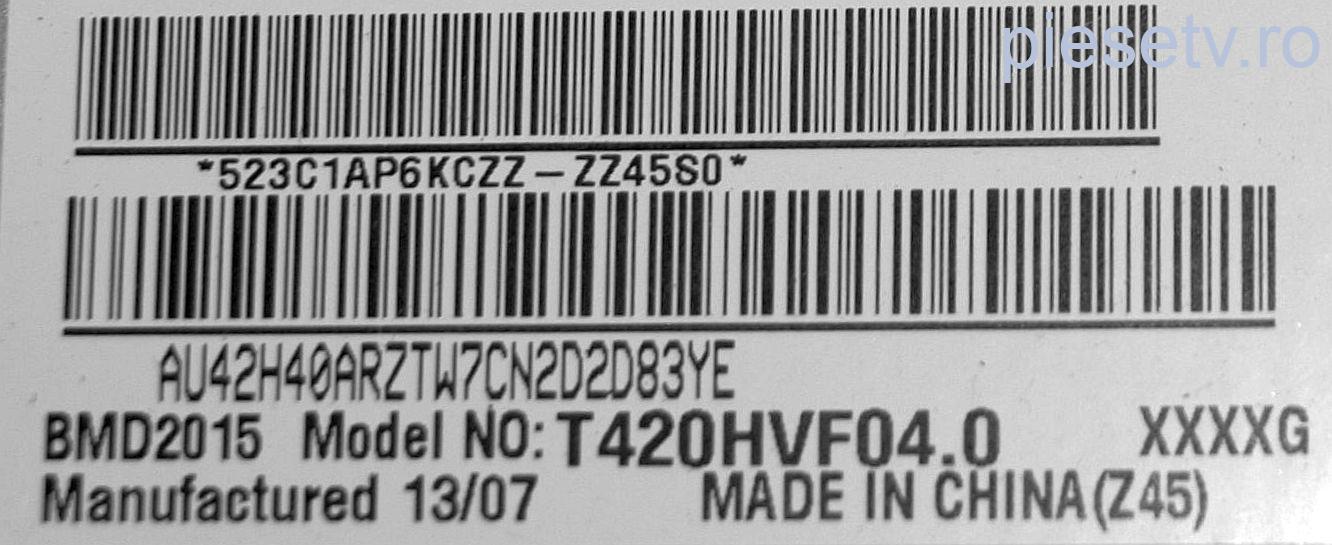 piesetv.ro
*523C1AP6KCZZ-ZZ45S0*
AU42H40ARZTW7CN2D2D83YE
BMD2015 Model NO: T420HVF04.0 XXXXG
Manufactured 13/07 MADE IN CHINA(Z45)